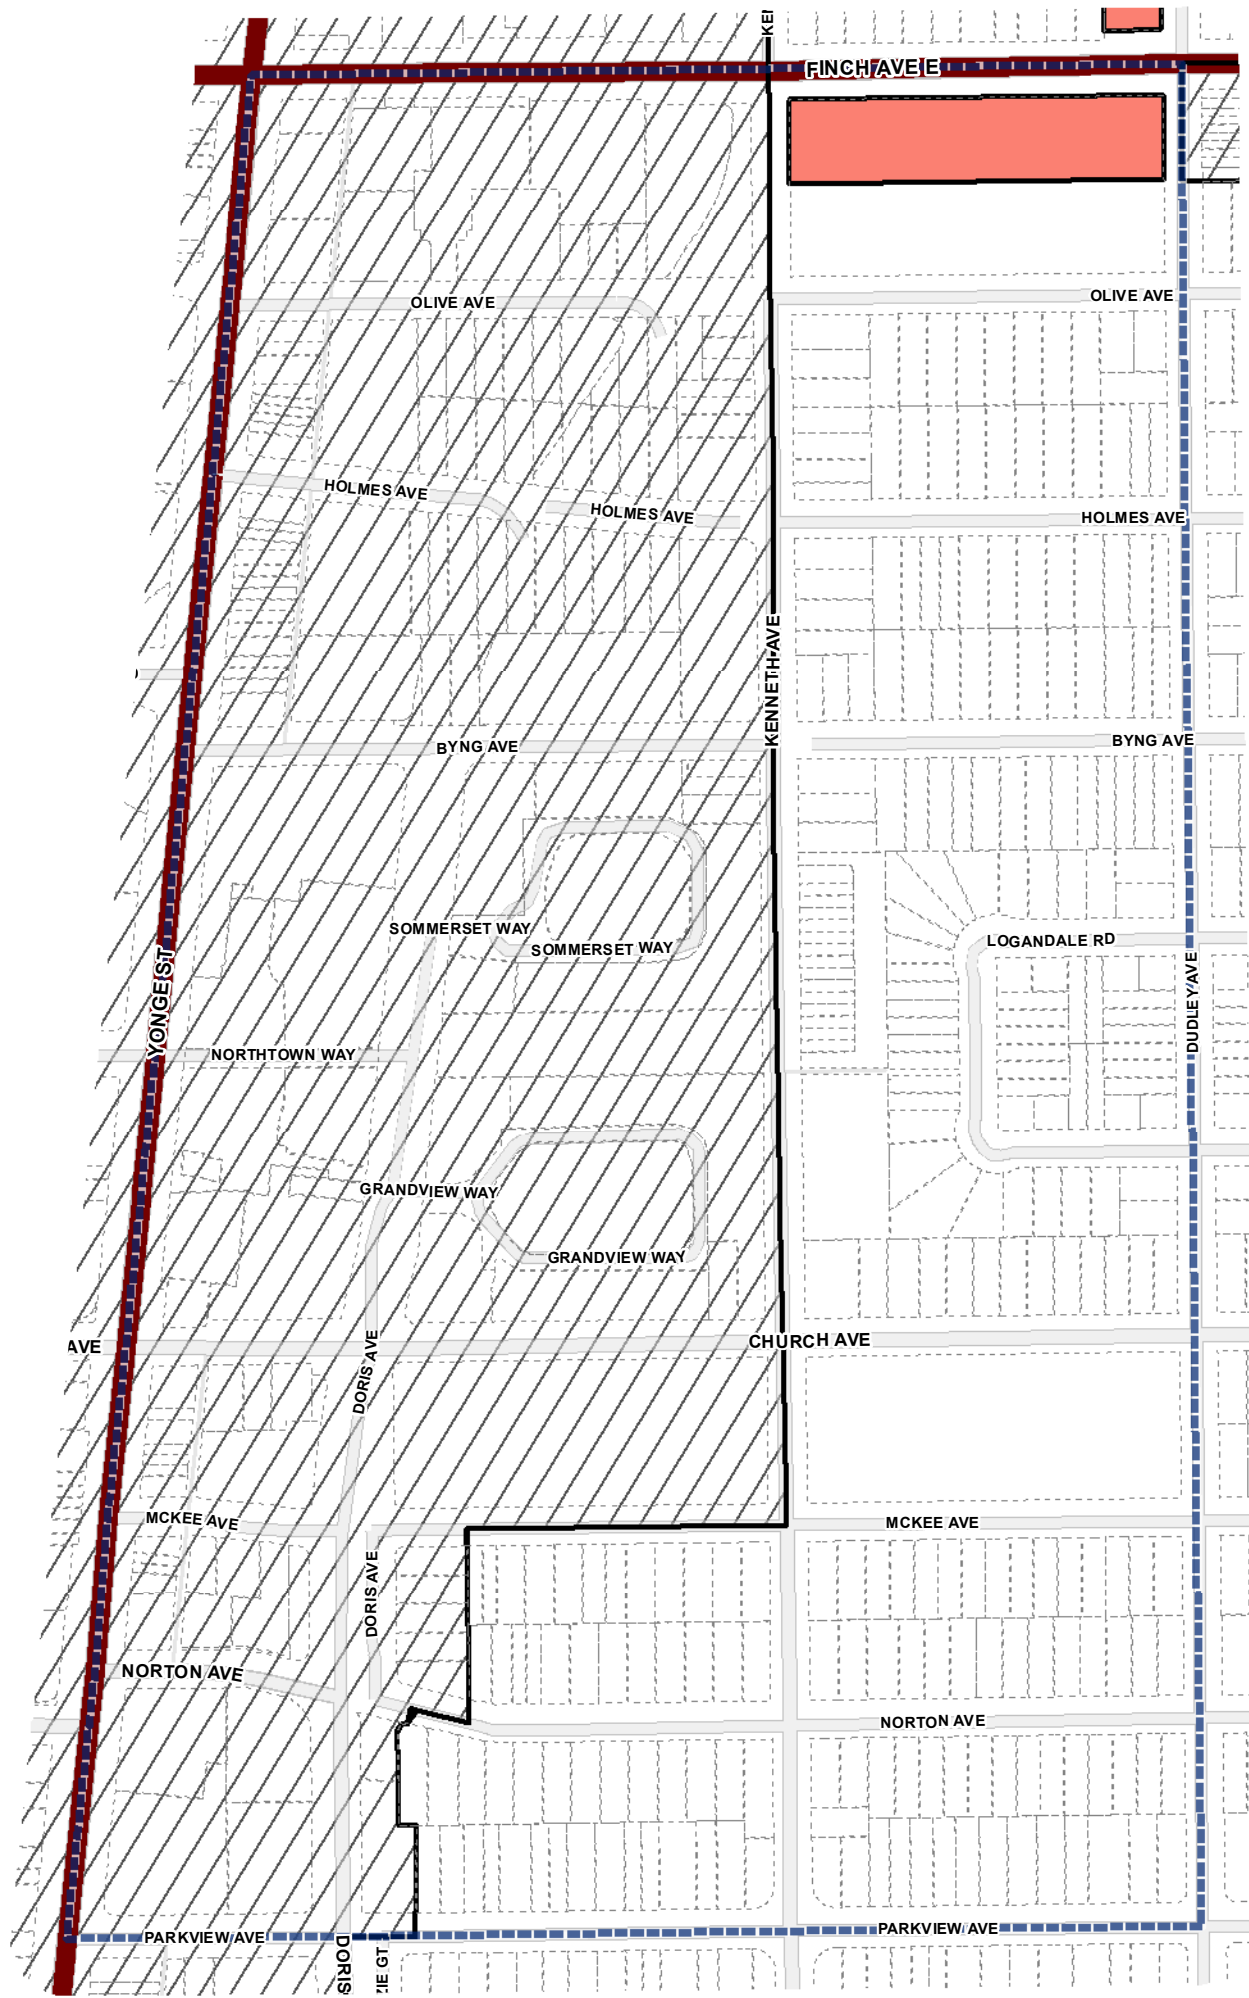 KE
FINCH AVE E
OLIVE AVE
OLIVE AVE
HOLMES AVE
HOLMES AVE
HOLMES AVE
KENNETH AVE
BYNG AVE
BYNG AVE
SOMMERSET WAY
SOMMERSET WAY
LOGANDALE RD
YONGE ST
DUDLEY AVE
NORTHTOWN WAY
GRANDVIEW WAY
GRANDVIEW WAY
AVE
CHURCH AVE
DORIS AVE
MCKEE AVE
MCKEE AVE
DORIS AVE
NORTON AVE
NORTON AVE
PARKVIEW AVE
PARKVIEW AVE
DORIS
ZIE GT